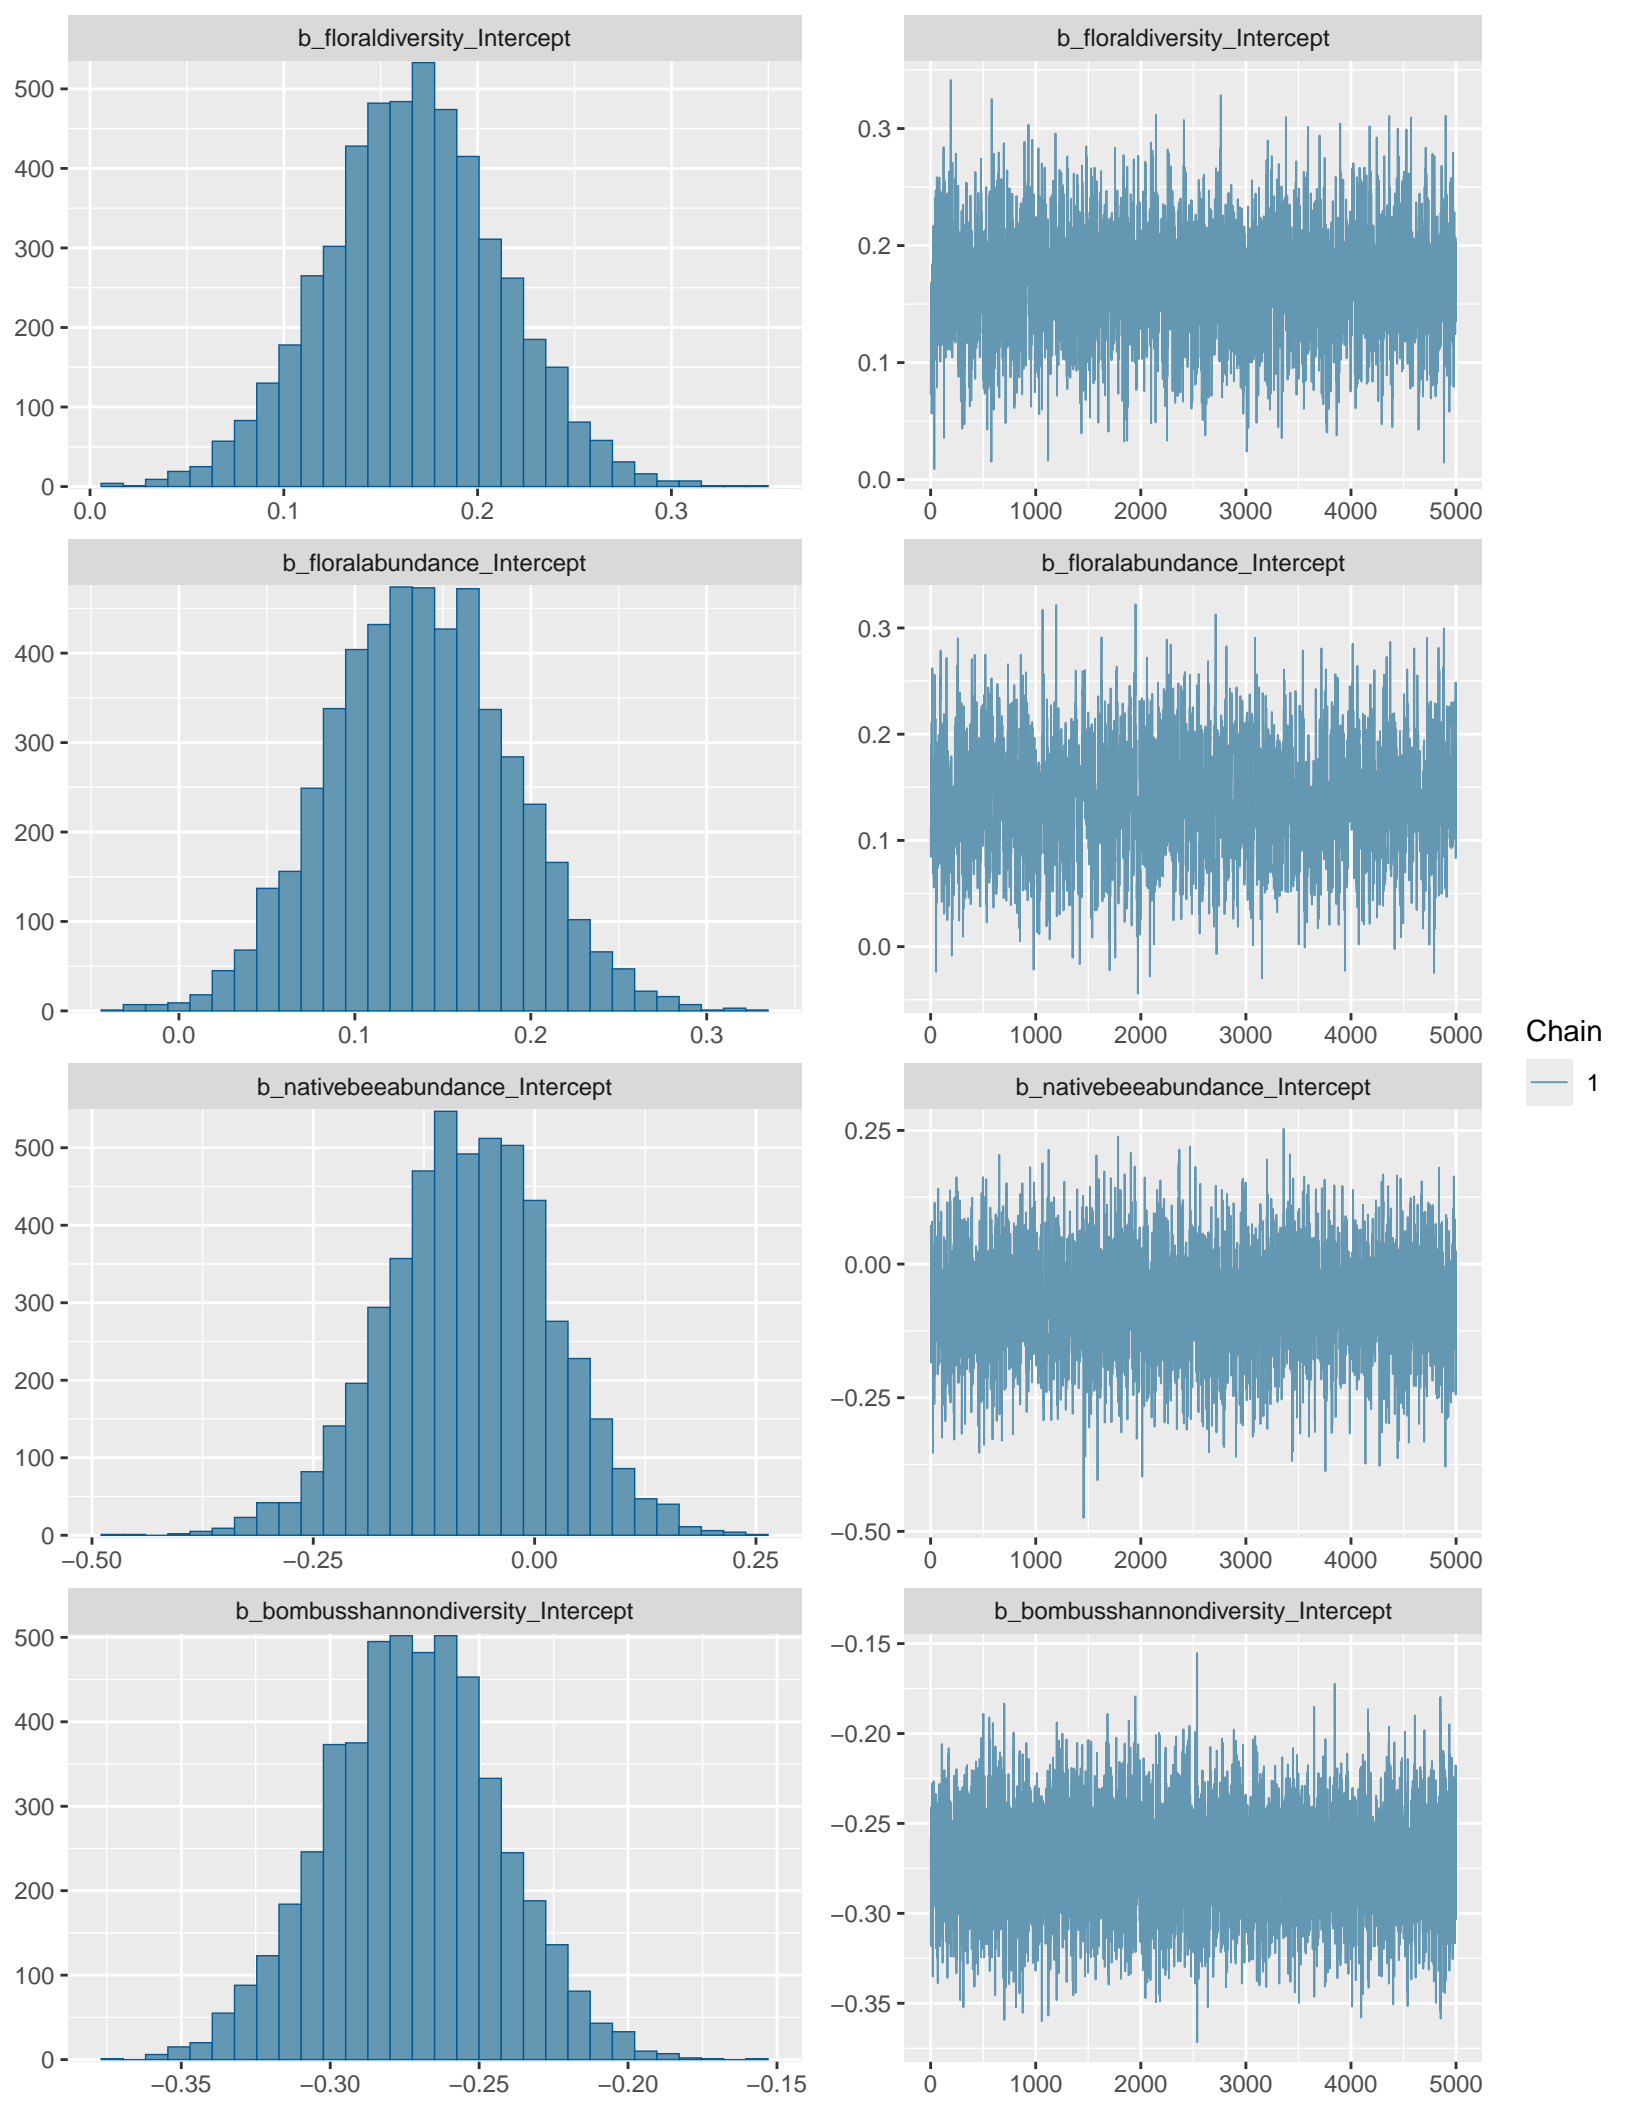 b_floraldiversity_Intercept
500
400
300
200
100
0
0.0 0.1 0.2 0.3
b_floraldiversity_Intercept
0.3
0.2
0.1
0.0
0 1000 2000 3000 4000 5000
b_floralabundance_Intercept
400
300
200
100
0
0.0 0.1 0.2 0.3
b_floralabundance_Intercept
0.3
0.2
0.1
0.0
0 1000 2000 3000 4000 5000
b_nativebeeabundance_Intercept
500
400
300
200
100
0
−0.50 −0.25 0.00 0.25
b_nativebeeabundance_Intercept
0.25
0.00
−0.25
−0.50
0 1000 2000 3000 4000 5000
b_bombusshannondiversity_Intercept
500
400
300
200
100
0
−0.35 −0.30 −0.25 −0.20 −0.15
b_bombusshannondiversity_Intercept
−0.15
−0.20
−0.25
−0.30
−0.35
0 1000 2000 3000 4000 5000
Chain
1